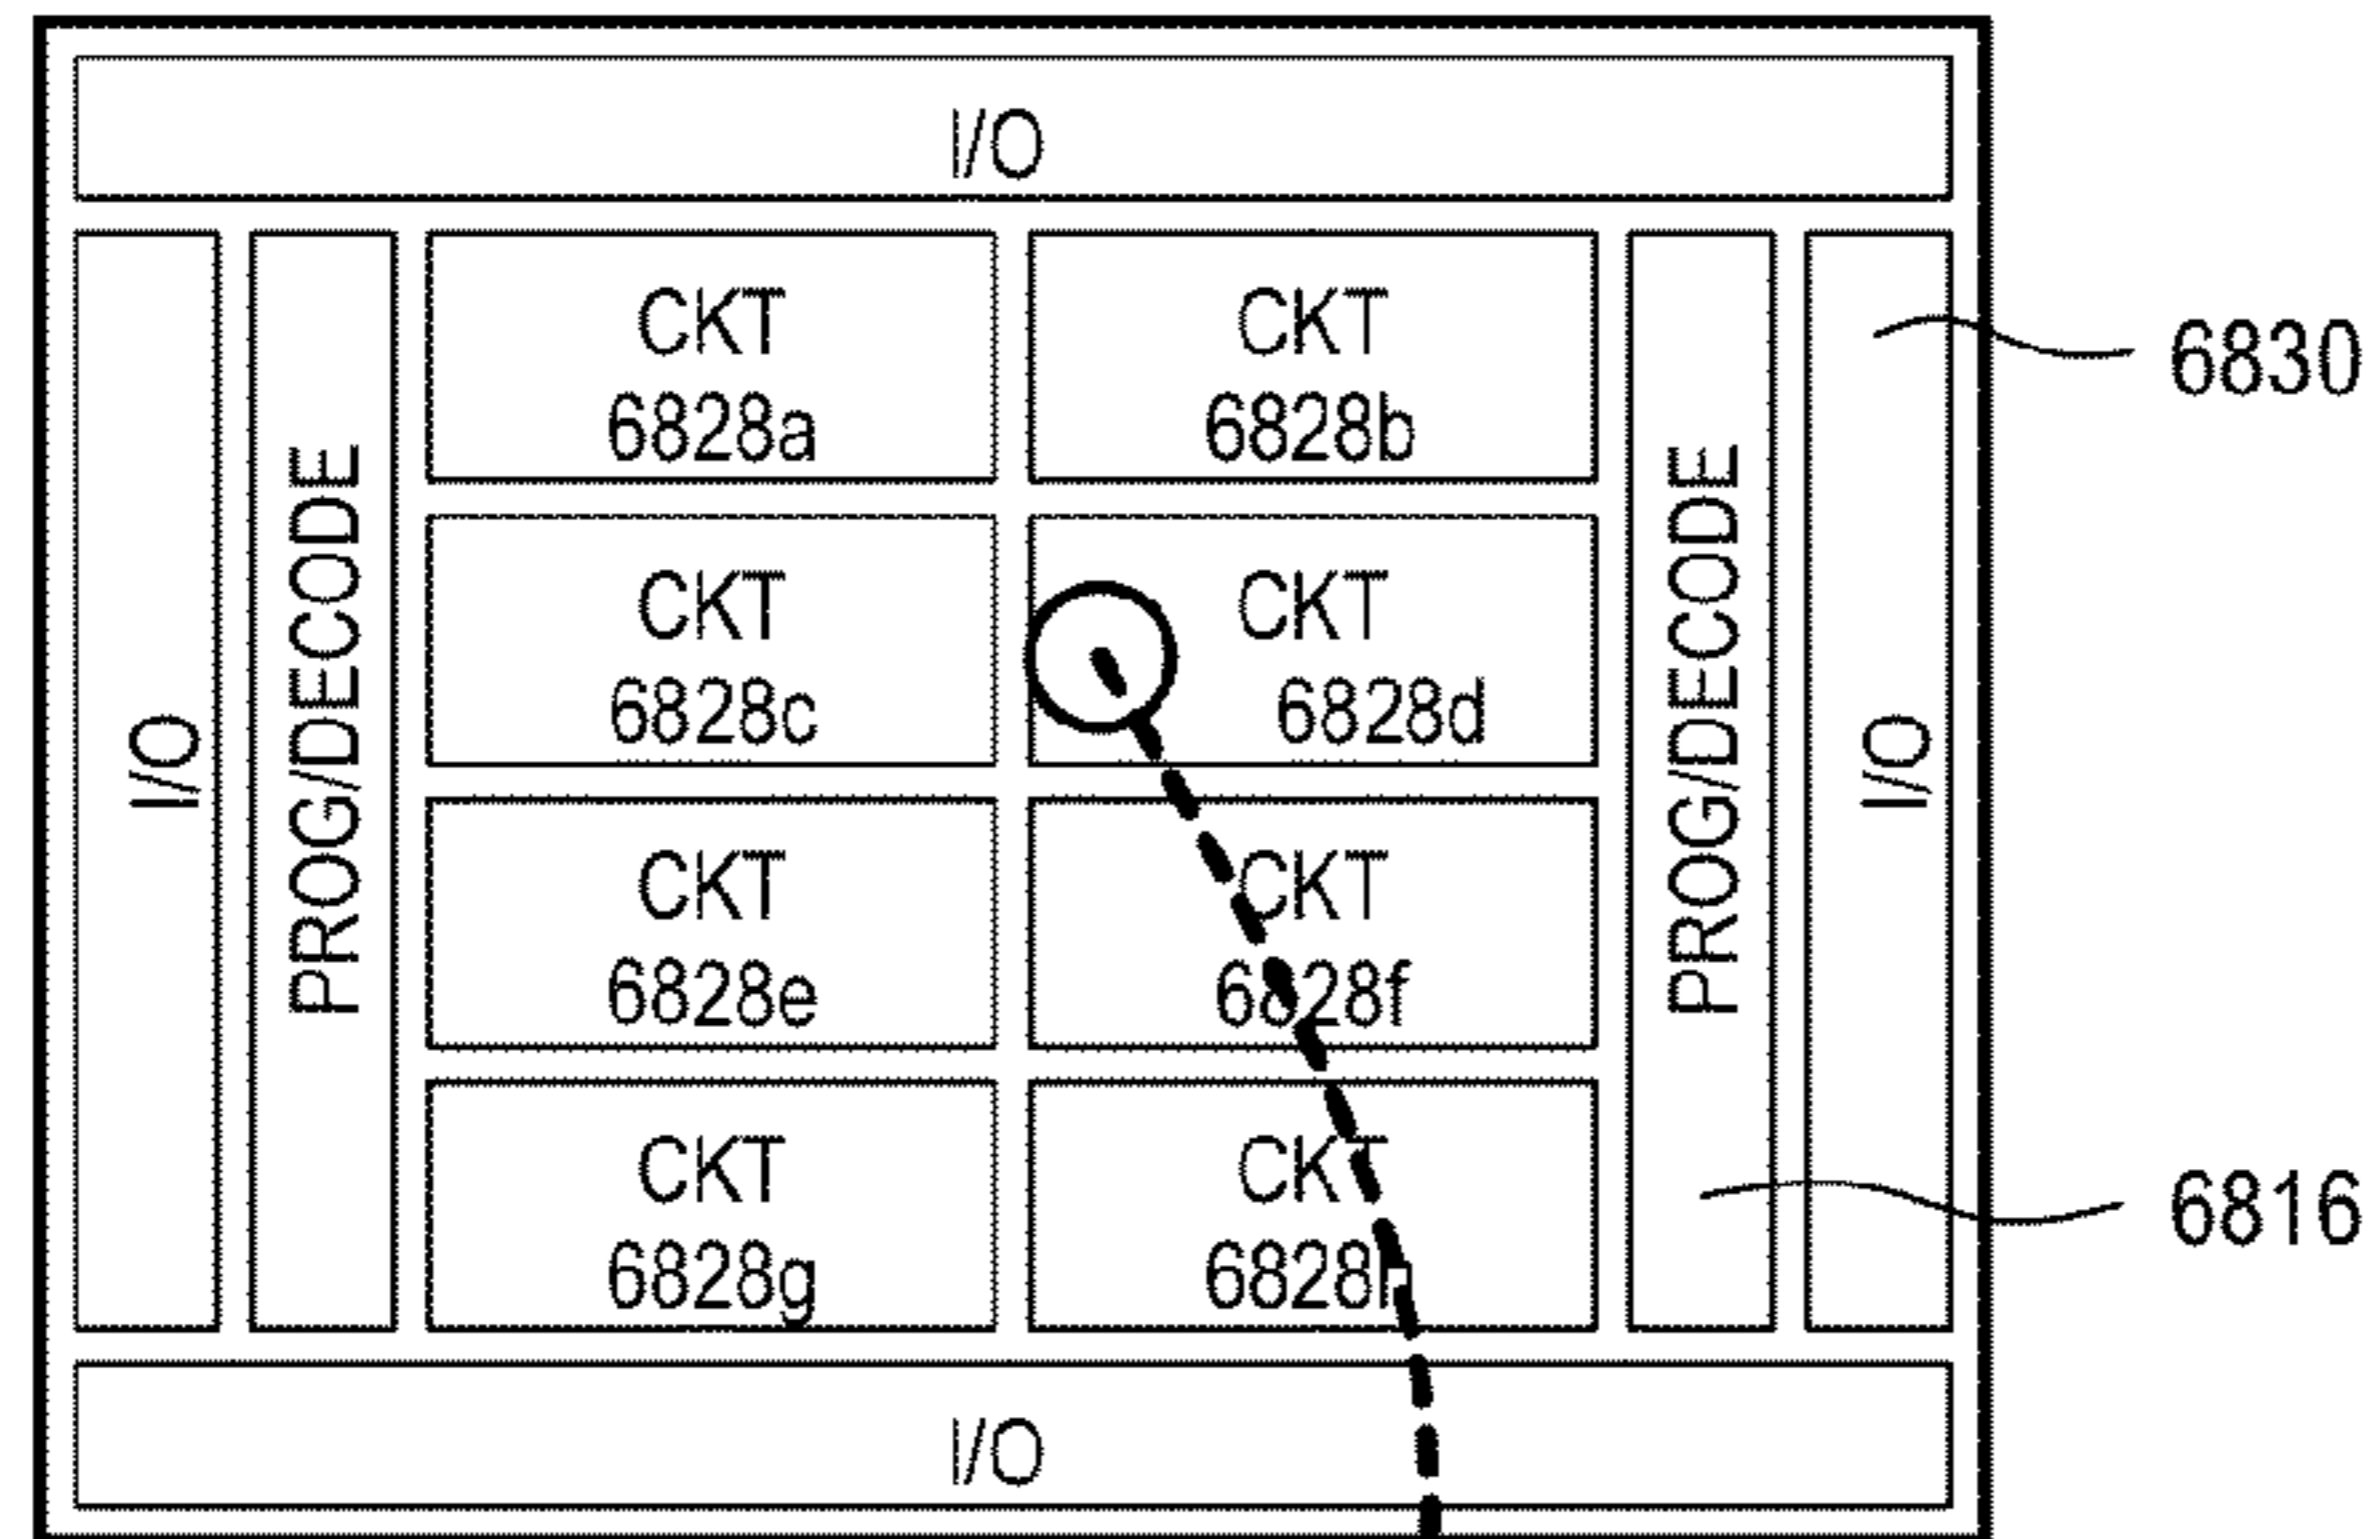 I/O
I/O
PROG/DECODE
CKT
6828a
CKT
6828b
PROG/DECODE
I/O
6830
CKT
6828c
CKT
6828d
CKT
6828e
CKT
6828f
CKT
6828g
CKT
6828h
6816
I/O